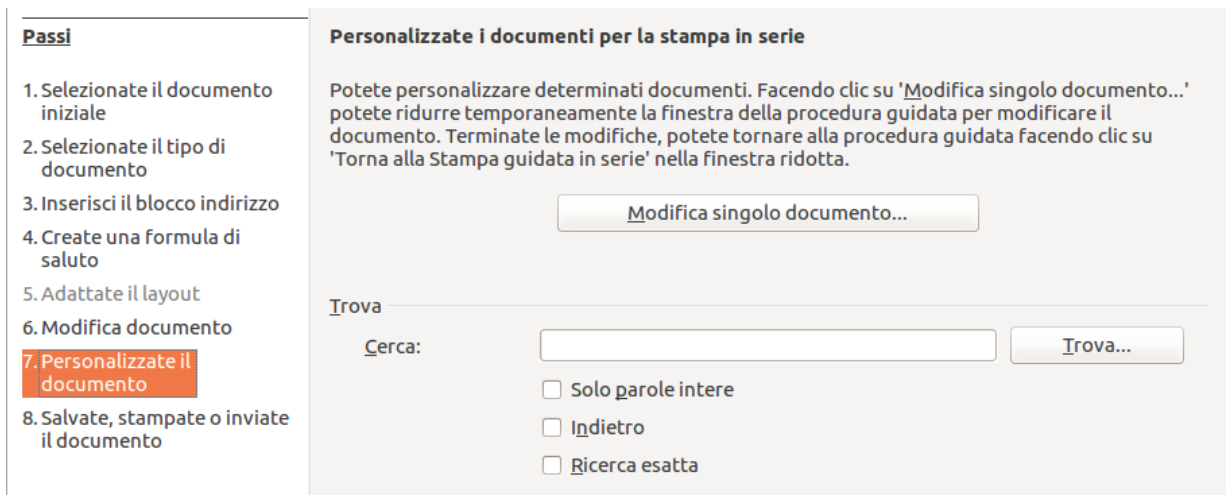 Passi
1. Selezionate il documento
iniziale
2. Selezionate il tipo di
documento
3. Inserisci il blocco indirizzo
4. Create una formula di
saluto
5. Adattate il layout
6. Modifica documento
7. Personalizzate il
documento
8. Salvate, stampate o inviate
il documento
Personalizzate i documenti per la stampa in serie
Potete personalizzare determinati documenti. Facendo clic su 'Modifica singolo documento...'
potete ridurre temporaneamente la finestra della procedura guidata per modificare il
documento. Terminate le modifiche, potete tornare alla procedura guidata facendo clic su
'Torna alla Stampa guidata in serie' nella finestra ridotta.
Modifica singolo documento...
Trova
Cerca:
Trova...
Solo parole intere
Indietro
Ricerca esatta